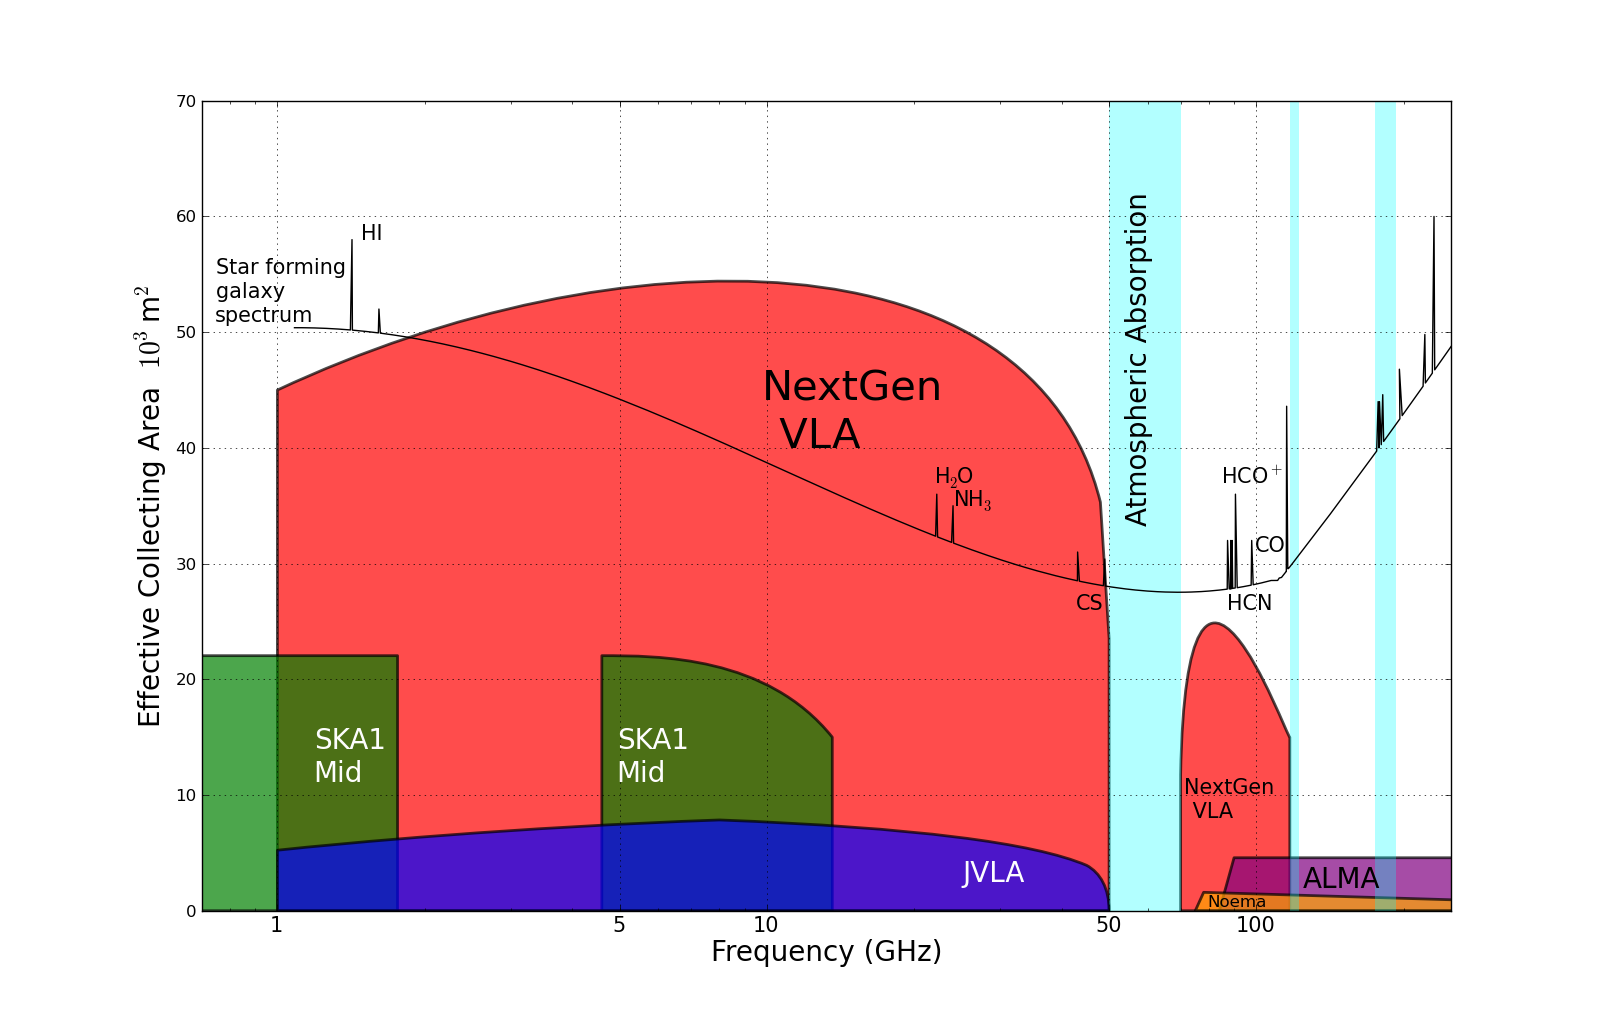 70
60
50
40
30
20
10
0
Effective Collecting Area 10³ m²
HI
Star forming
galaxy
spectrum
NextGen
VLA
H₂O
NH₃
CS
Atmospheric Absorption
HCO⁺
CO
HCN
SKA1
Mid
SKA1
Mid
JVLA
NextGen
VLA
ALMA
Noema
1
5
10
50
100
Frequency (GHz)